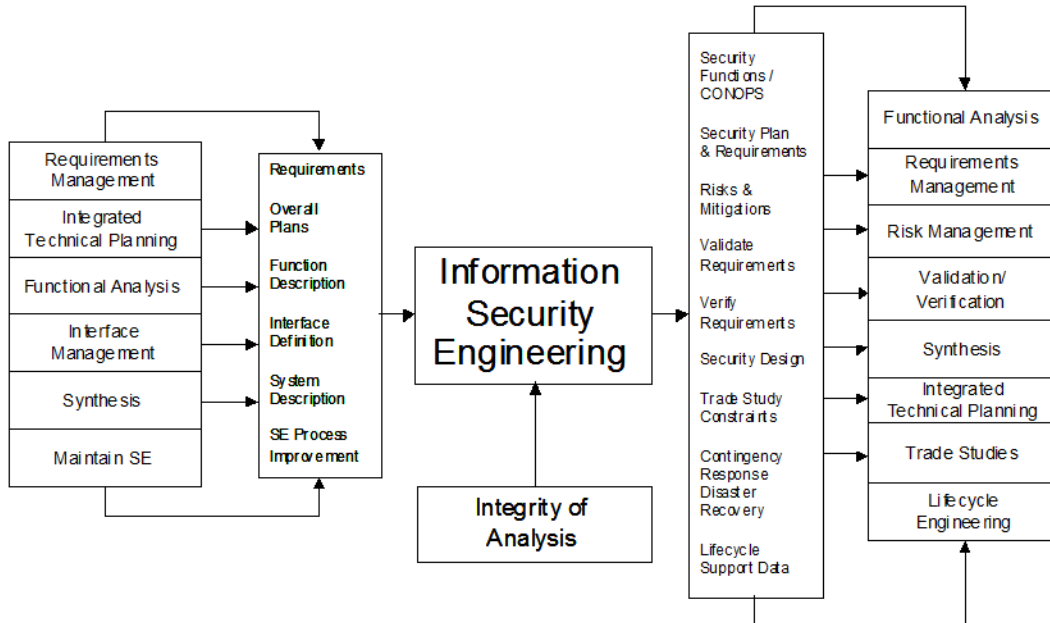 Requirements
Management
Integrated
Technical Planning
Functional Analysis
Interface
Management
Synthesis
Maintain SE
Requirements
Overall
Plans
Function
Description
Interface
Definition
System
Description
SE Process
Improvement
Information
Security
Engineering
Integrity of
Analysis
Security
Functions /
CONOPS
Security Plan
& Requirements
Risks &
Mitigations
Validate
Requirements
Verify
Requirements
Security Design
Trade Study
Constraints
Contingency
Response
Disaster
Recovery
Lifecycle
Support Data
Functional Analysis
Requirements
Management
Risk Management
Validation/
Verification
Synthesis
Integrated
Technical Planning
Trade Studies
Lifecycle
Engineering